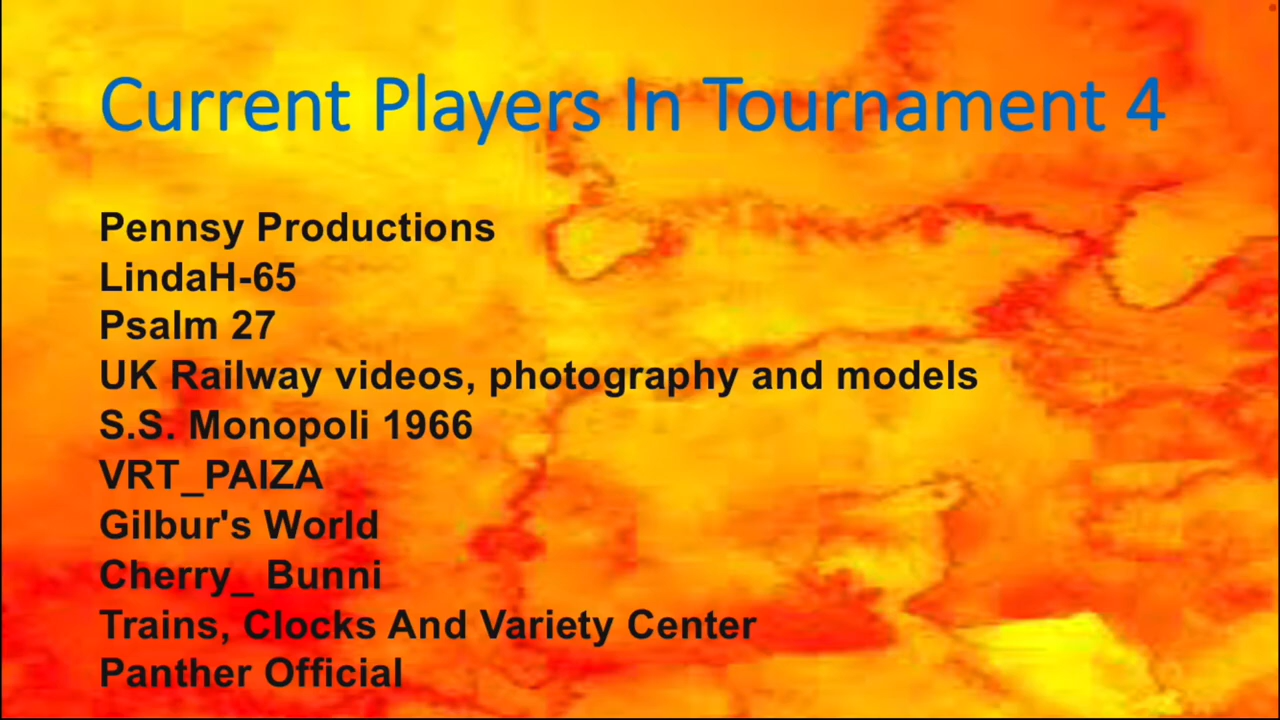 Current Players In Tournament 4
Pennsy Productions
LindaH-65
Psalm 27
UK Railway videos, photography and models
S.S. Monopoli 1966
VRT_PAIZA
Gilbur's World
Cherry_ Bunni
Trains, Clocks And Variety Center
Panther Official